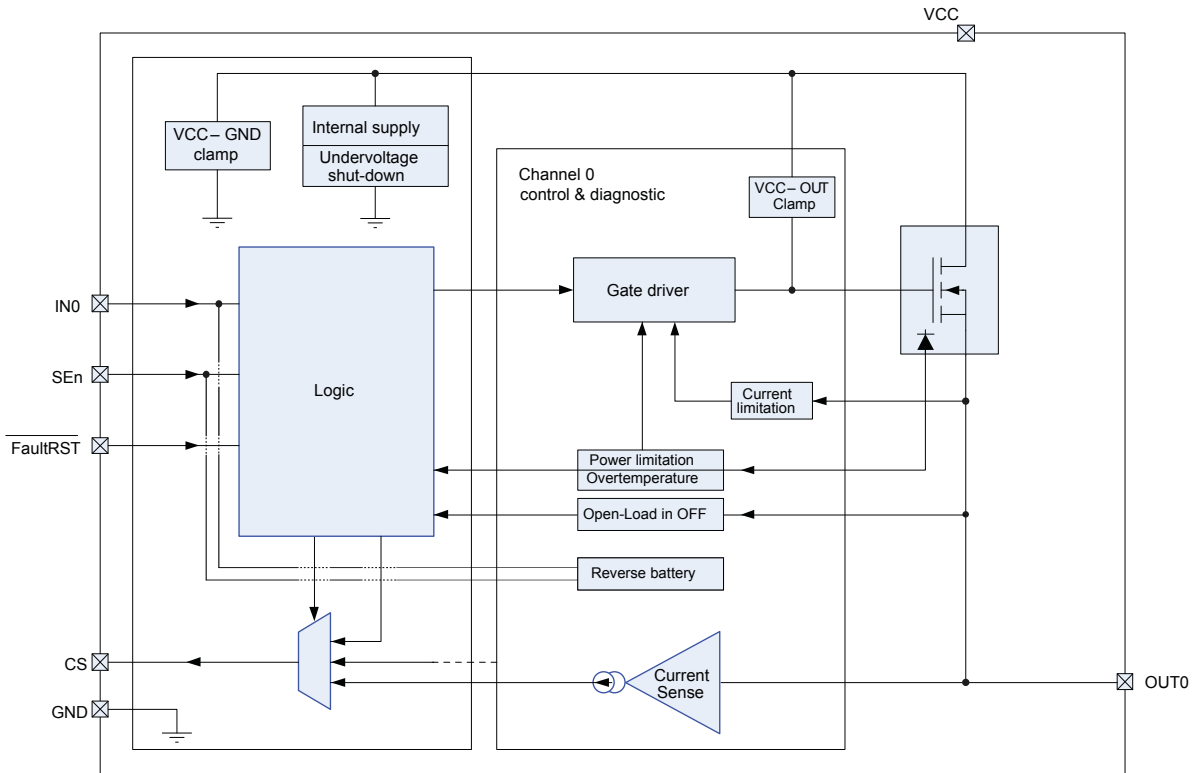 VCC
VCC – GND
clamp
Internal supply
Undervoltage
shut-down
Channel 0
control & diagnostic
VCC – OUT
Clamp
IN0
SEn
FaultRST
Logic
Gate driver
Current
limitation
Power limitation
Overtemperature
Open-Load in OFF
Reverse battery
CS
GND
Current
Sense
OUT0